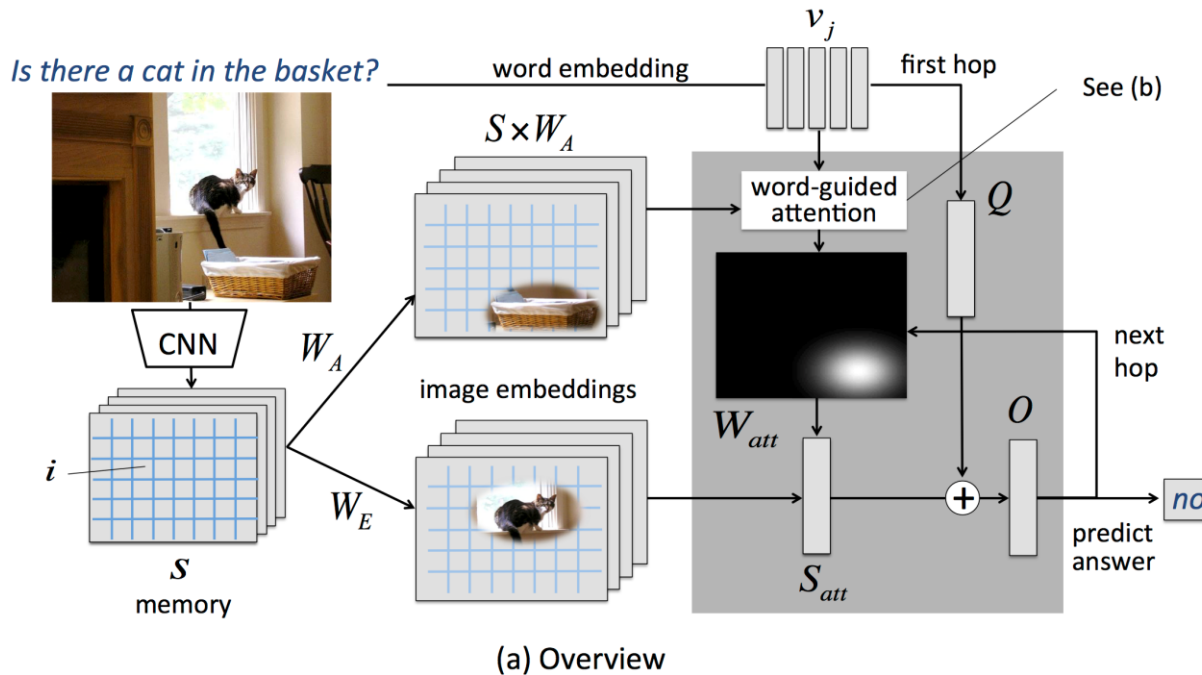 v_j
Is there a cat in the basket?
word embedding
first hop
See (b)
S × W_A
word-guided
attention
Q
CNN
W_A
next
hop
image embeddings
W_att
O
i
W_E
+
no
predict
answer
S
S_att
memory
(a) Overview